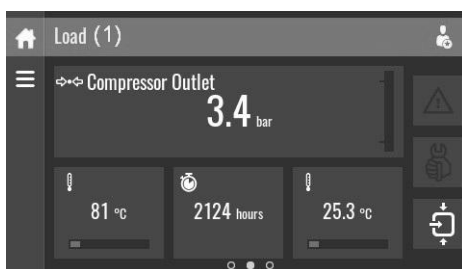 Load (1)
Compressor Outlet
3.4 bar
81 °C
2124 hours
25.3 °C